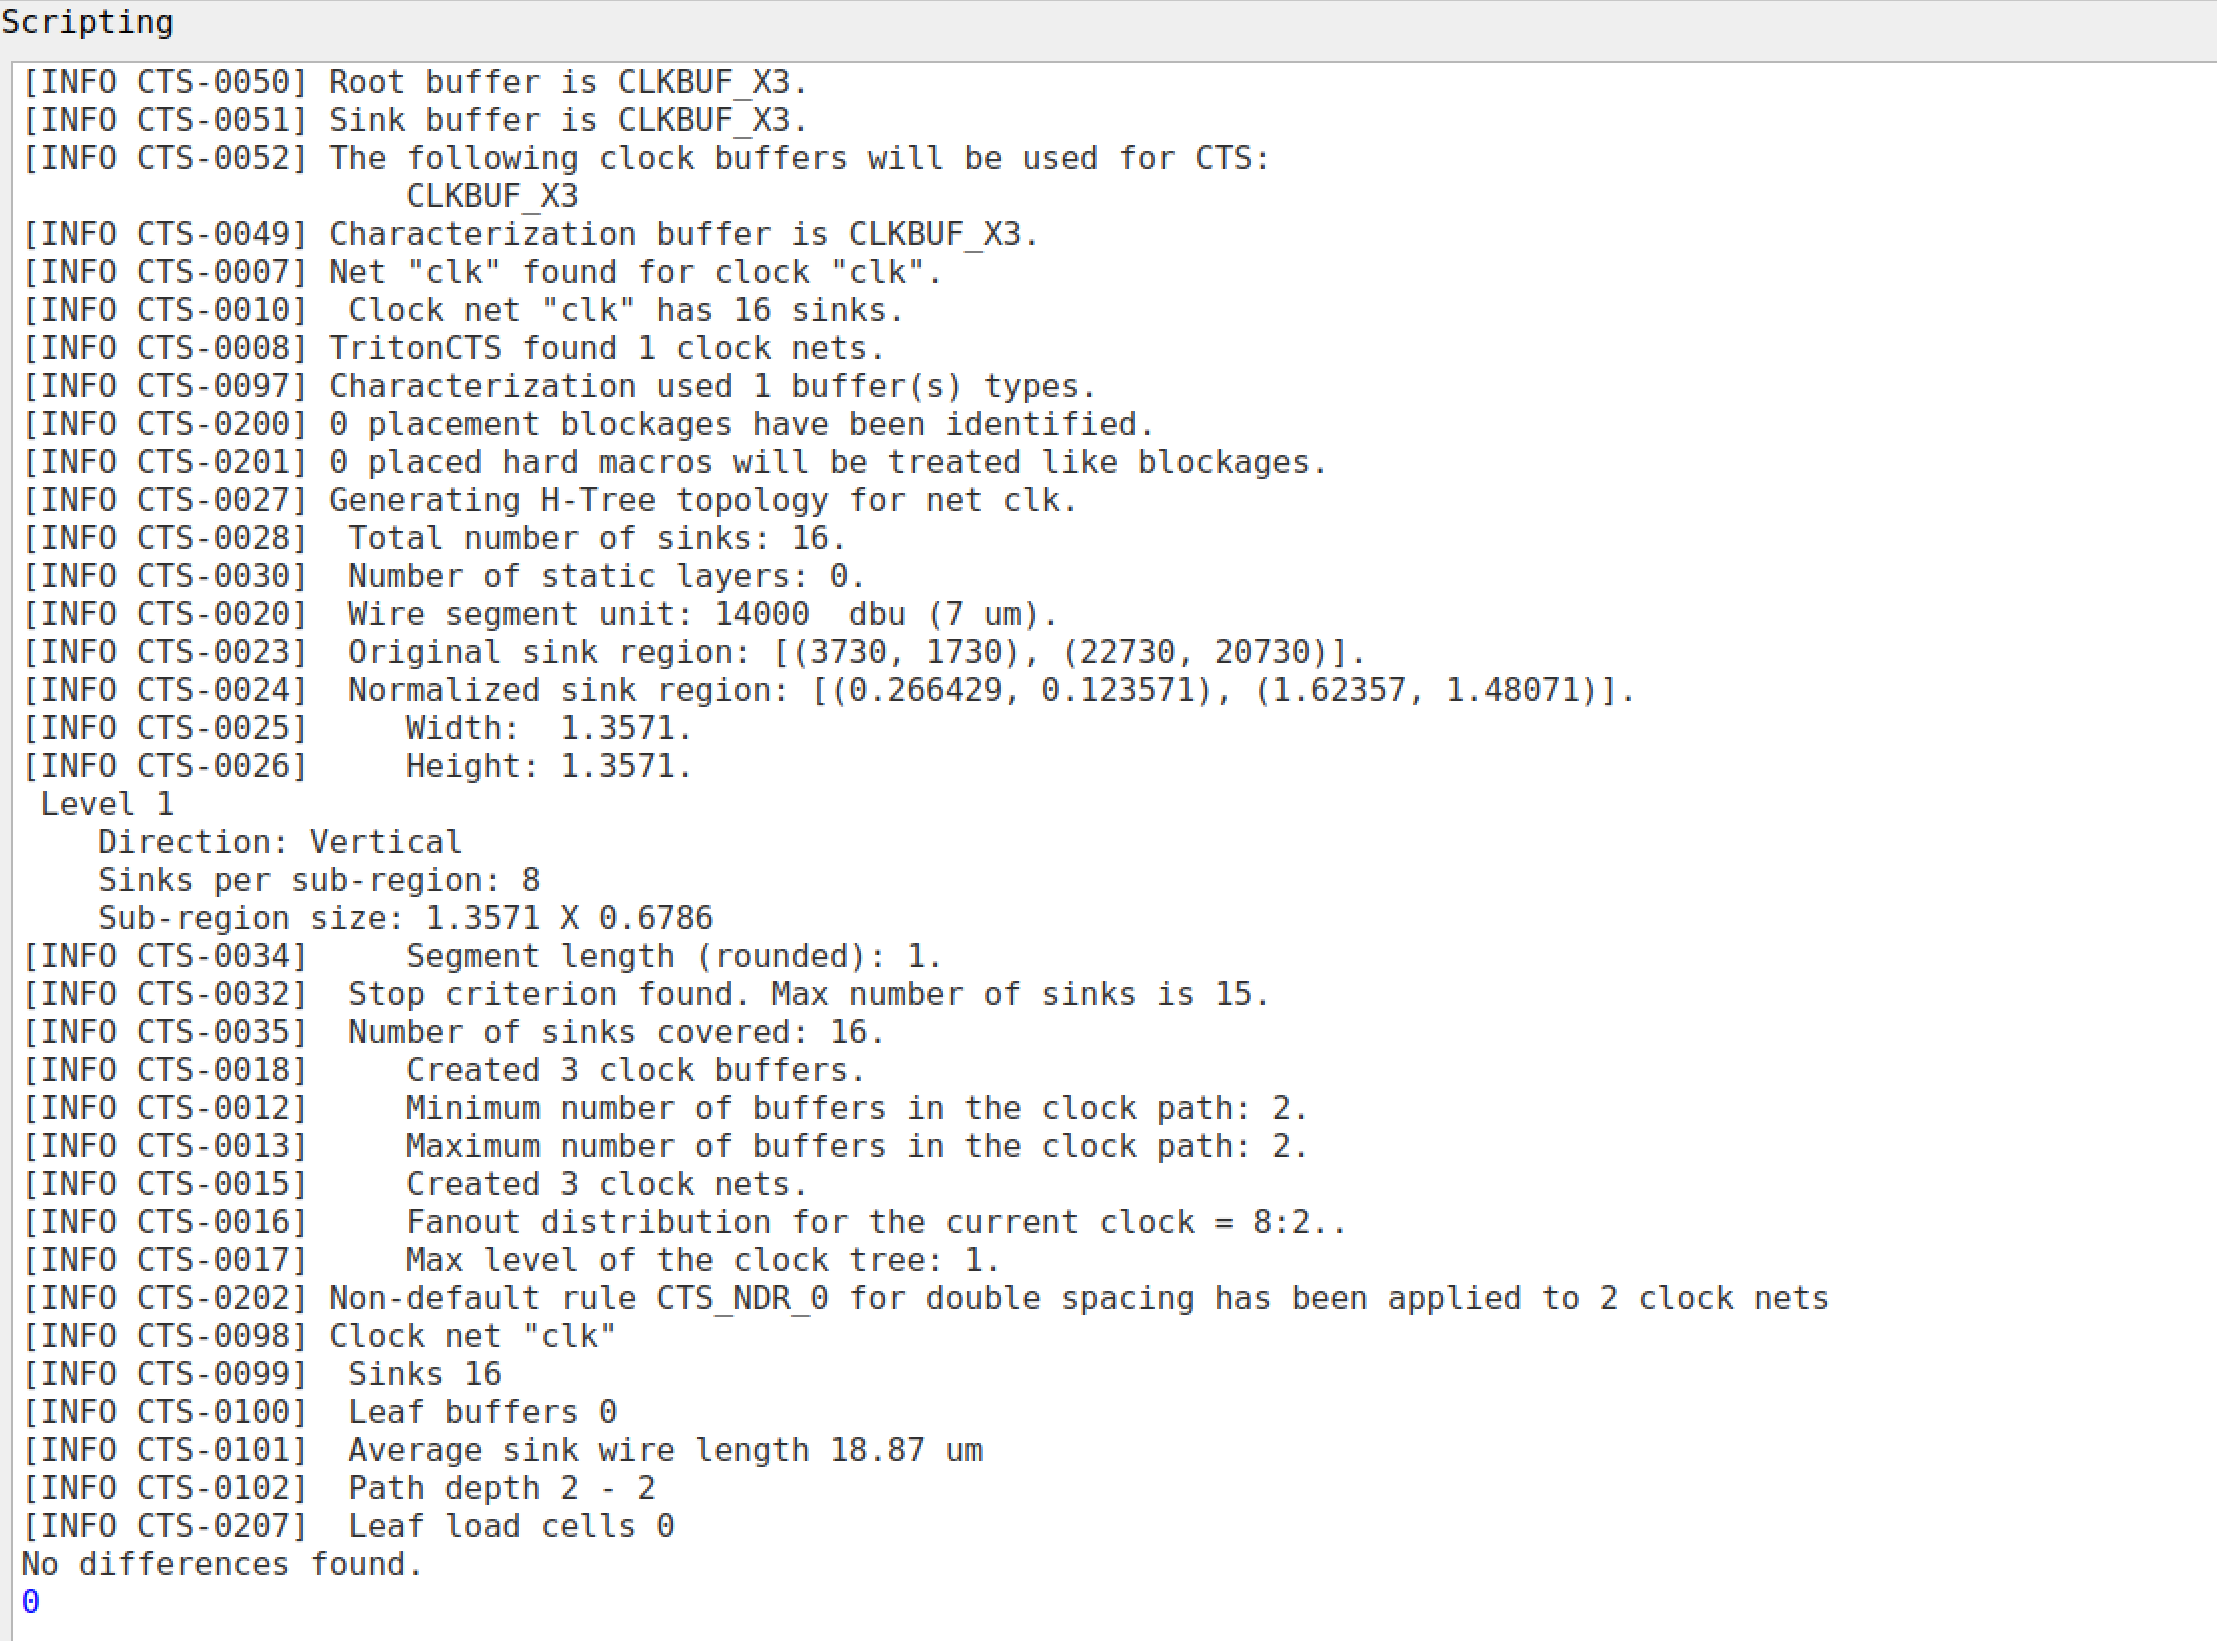 Scripting
[INFO CTS-0050] Root buffer is CLKBUF_X3.
[INFO CTS-0051] Sink buffer is CLKBUF_X3.
[INFO CTS-0052] The following clock buffers will be used for CTS:
                    CLKBUF_X3
[INFO CTS-0049] Characterization buffer is CLKBUF_X3.
[INFO CTS-0007] Net "clk" found for clock "clk".
[INFO CTS-0010]  Clock net "clk" has 16 sinks.
[INFO CTS-0008] TritonCTS found 1 clock nets.
[INFO CTS-0097] Characterization used 1 buffer(s) types.
[INFO CTS-0200] 0 placement blockages have been identified.
[INFO CTS-0201] 0 placed hard macros will be treated like blockages.
[INFO CTS-0027] Generating H-Tree topology for net clk.
[INFO CTS-0028]  Total number of sinks: 16.
[INFO CTS-0030]  Number of static layers: 0.
[INFO CTS-0020]  Wire segment unit: 14000  dbu (7 um).
[INFO CTS-0023]  Original sink region: [(3730, 1730), (22730, 20730)].
[INFO CTS-0024]  Normalized sink region: [(0.266429, 0.123571), (1.62357, 1.48071)].
[INFO CTS-0025]     Width:  1.3571.
[INFO CTS-0026]     Height: 1.3571.
 Level 1
    Direction: Vertical
    Sinks per sub-region: 8
    Sub-region size: 1.3571 X 0.6786
[INFO CTS-0034]     Segment length (rounded): 1.
[INFO CTS-0032]  Stop criterion found. Max number of sinks is 15.
[INFO CTS-0035]  Number of sinks covered: 16.
[INFO CTS-0018]     Created 3 clock buffers.
[INFO CTS-0012]     Minimum number of buffers in the clock path: 2.
[INFO CTS-0013]     Maximum number of buffers in the clock path: 2.
[INFO CTS-0015]     Created 3 clock nets.
[INFO CTS-0016]     Fanout distribution for the current clock = 8:2..
[INFO CTS-0017]     Max level of the clock tree: 1.
[INFO CTS-0202] Non-default rule CTS_NDR_0 for double spacing has been applied to 2 clock nets
[INFO CTS-0098] Clock net "clk"
[INFO CTS-0099]  Sinks 16
[INFO CTS-0100]  Leaf buffers 0
[INFO CTS-0101]  Average sink wire length 18.87 um
[INFO CTS-0102]  Path depth 2 - 2
[INFO CTS-0207]  Leaf load cells 0
No differences found.
0